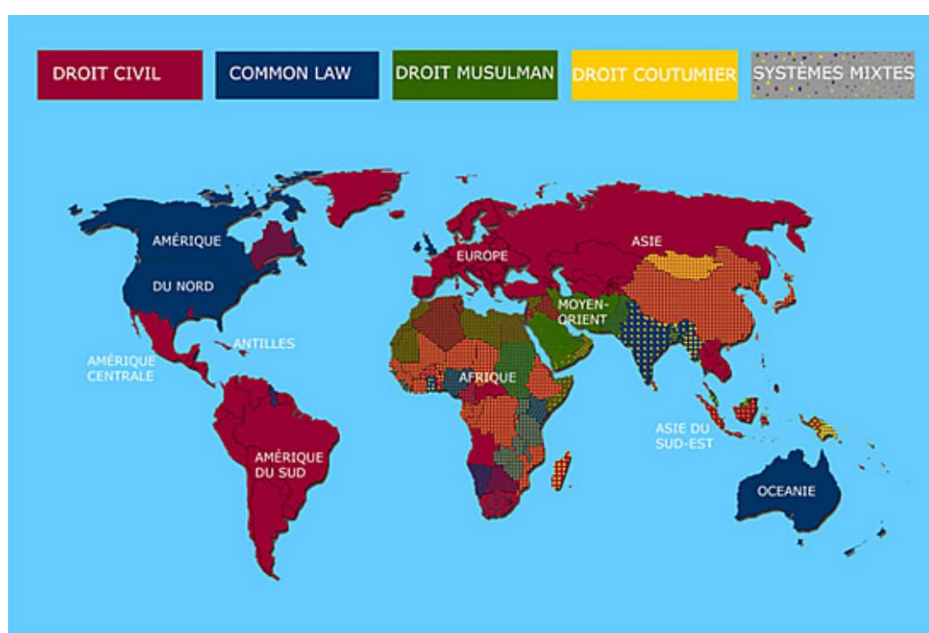 DROIT CIVIL
COMMON LAW
DROIT MUSULMAN
DROIT COUTUMIER
SYSTÈMES MIXTES
AMÉRIQUE
DU NORD
ASIE
EUROPE
MOYEN-
ORIENT
ANTILLES
AMÉRIQUE
CENTRALE
AFRIQUE
ASIE DU
SUD-EST
AMÉRIQUE
DU SUD
OCEANIE